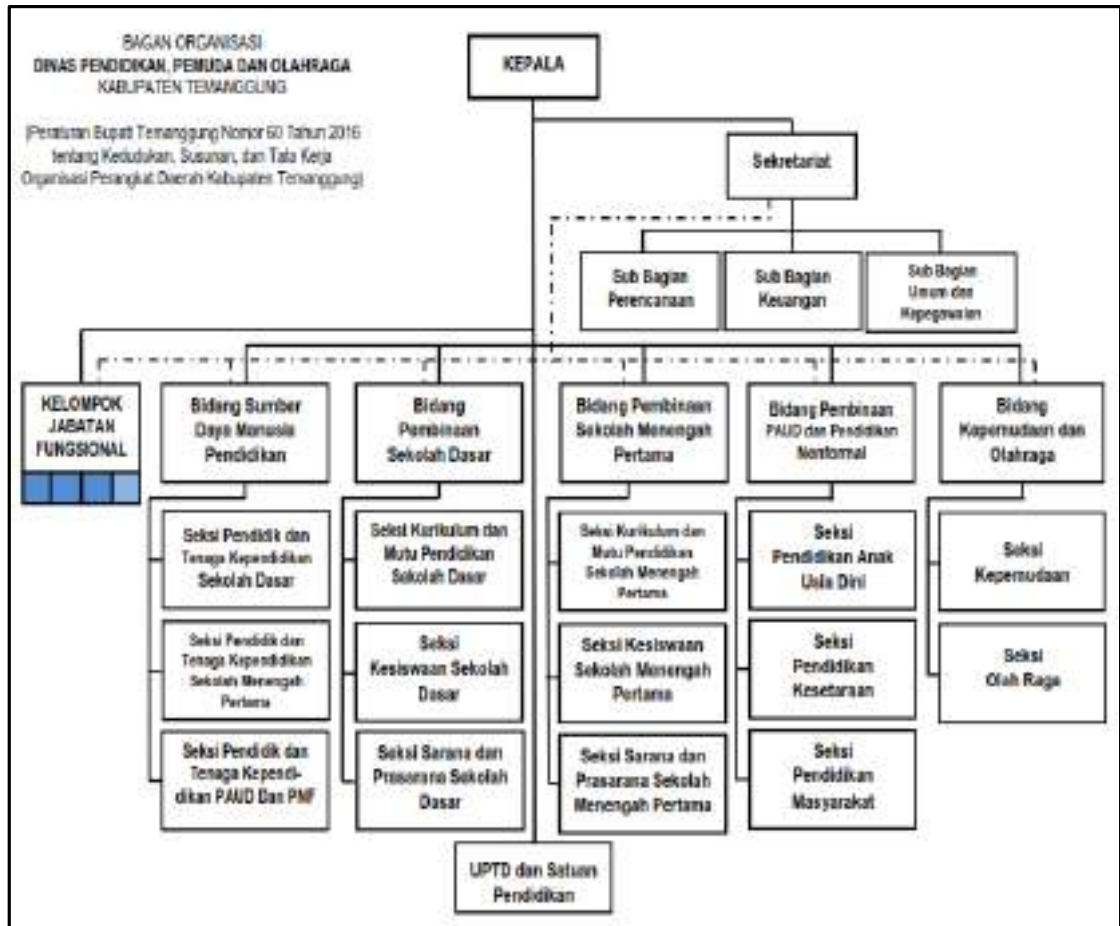 BAGAN ORGANISASI
DINAS PENDIDIKAN, PEMUDA DAN OLAHRAGA
KABUPATEN TEMANGGUNG
(Peraturan Bupati Temanggung Nomor 60 Tahun 2016
tentang Kedudukan, Susunan, dan Tata Kerja
Organisasi Perangkat Daerah Kabupaten Temanggung)
KEPALA
Sekretariat
Sub Bagian
Perencanaan
Sub Bagian
Keuangan
Sub Bagian
Umum dan
Kepegawaian
KELOMPOK
JABATAN
FUNGSIONAL
Bidang Sumber
Daya Manusia
Pendidikan
Bidang
Pembinaan
Sekolah Dasar
Bidang Pembinaan
Sekolah Menengah
Pertama
Bidang Pembinaan
PAUD dan Pendidikan
Nonformal
Bidang
Kepemudaan dan
Olahraga
Seksi Pendidik dan
Tenaga Kependidikan
Sekolah Dasar
Seksi Kurikulum dan
Mutu Pendidikan
Sekolah Dasar
Seksi Kurikulum dan
Mutu Pendidikan
Sekolah Menengah
Pertama
Seksi
Pendidikan Anak
Usia Dini
Seksi
Kepemudaan
Seksi Pendidik dan
Tenaga Kependidikan
Sekolah Menengah
Pertama
Seksi
Kesiswaan Sekolah
Dasar
Seksi Kesiswaan
Sekolah Menengah
Pertama
Seksi
Pendidikan
Kesetaraan
Seksi
Olah Raga
Seksi Pendidik dan
Tenaga Kependi-
dikan PAUD Dan PNF
Seksi Sarana dan
Prasarana Sekolah
Dasar
Seksi Sarana dan
Prasarana Sekolah
Menengah Pertama
Seksi
Pendidikan
Masyarakat
UPTD dan Satuan
Pendidikan